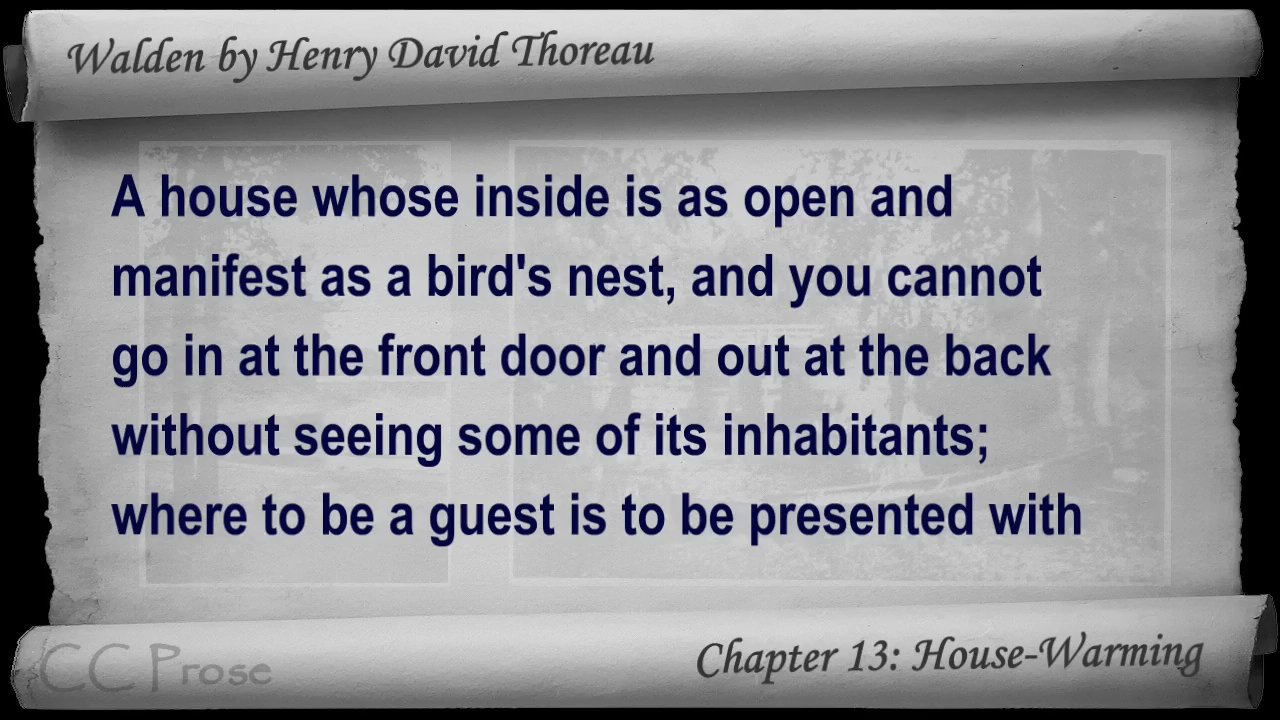 Walden by Henry David Thoreau
A house whose inside is as open and
manifest as a bird's nest, and you cannot
go in at the front door and out at the back
without seeing some of its inhabitants;
where to be a guest is to be presented with
CC Prose
Chapter 13: House-Warming